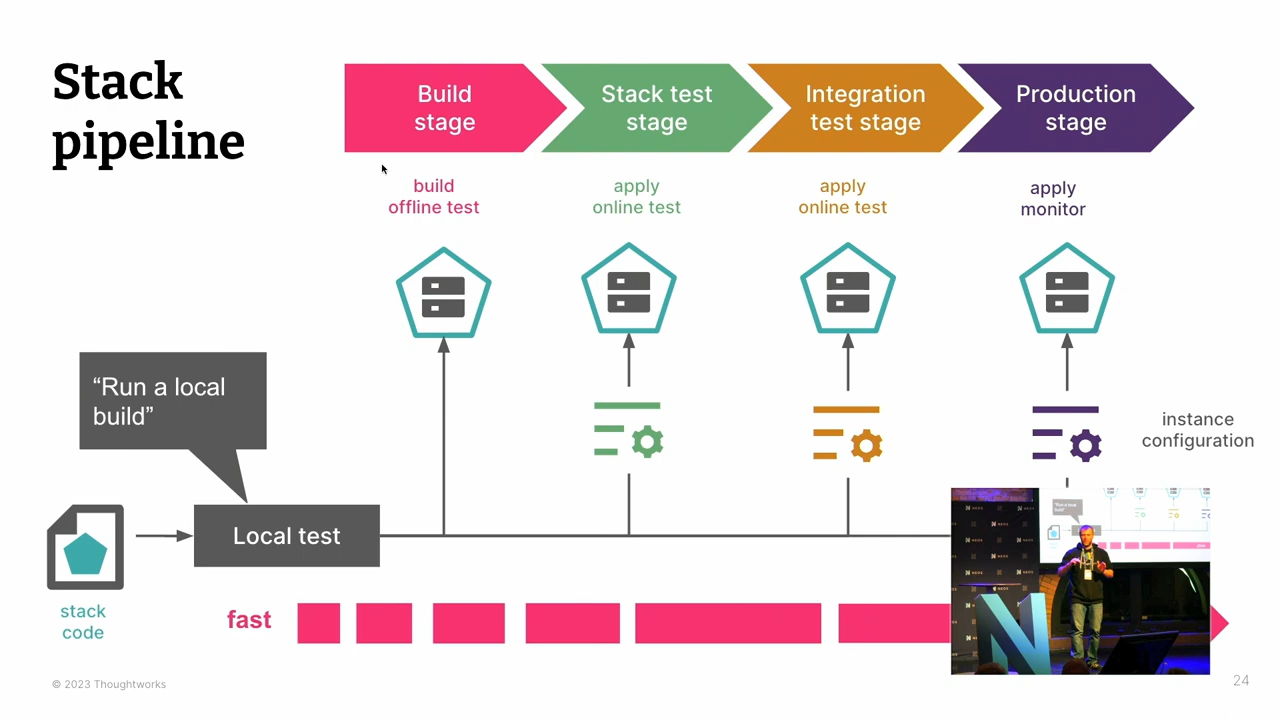 Stack
pipeline
Build
stage
Stack test
stage
Integration
test stage
Production
stage
build
offline test
apply
online test
apply
online test
apply
monitor
“Run a local
build”
instance
configuration
Local test
stack
code
fast
N
© 2023 Thoughtworks
24